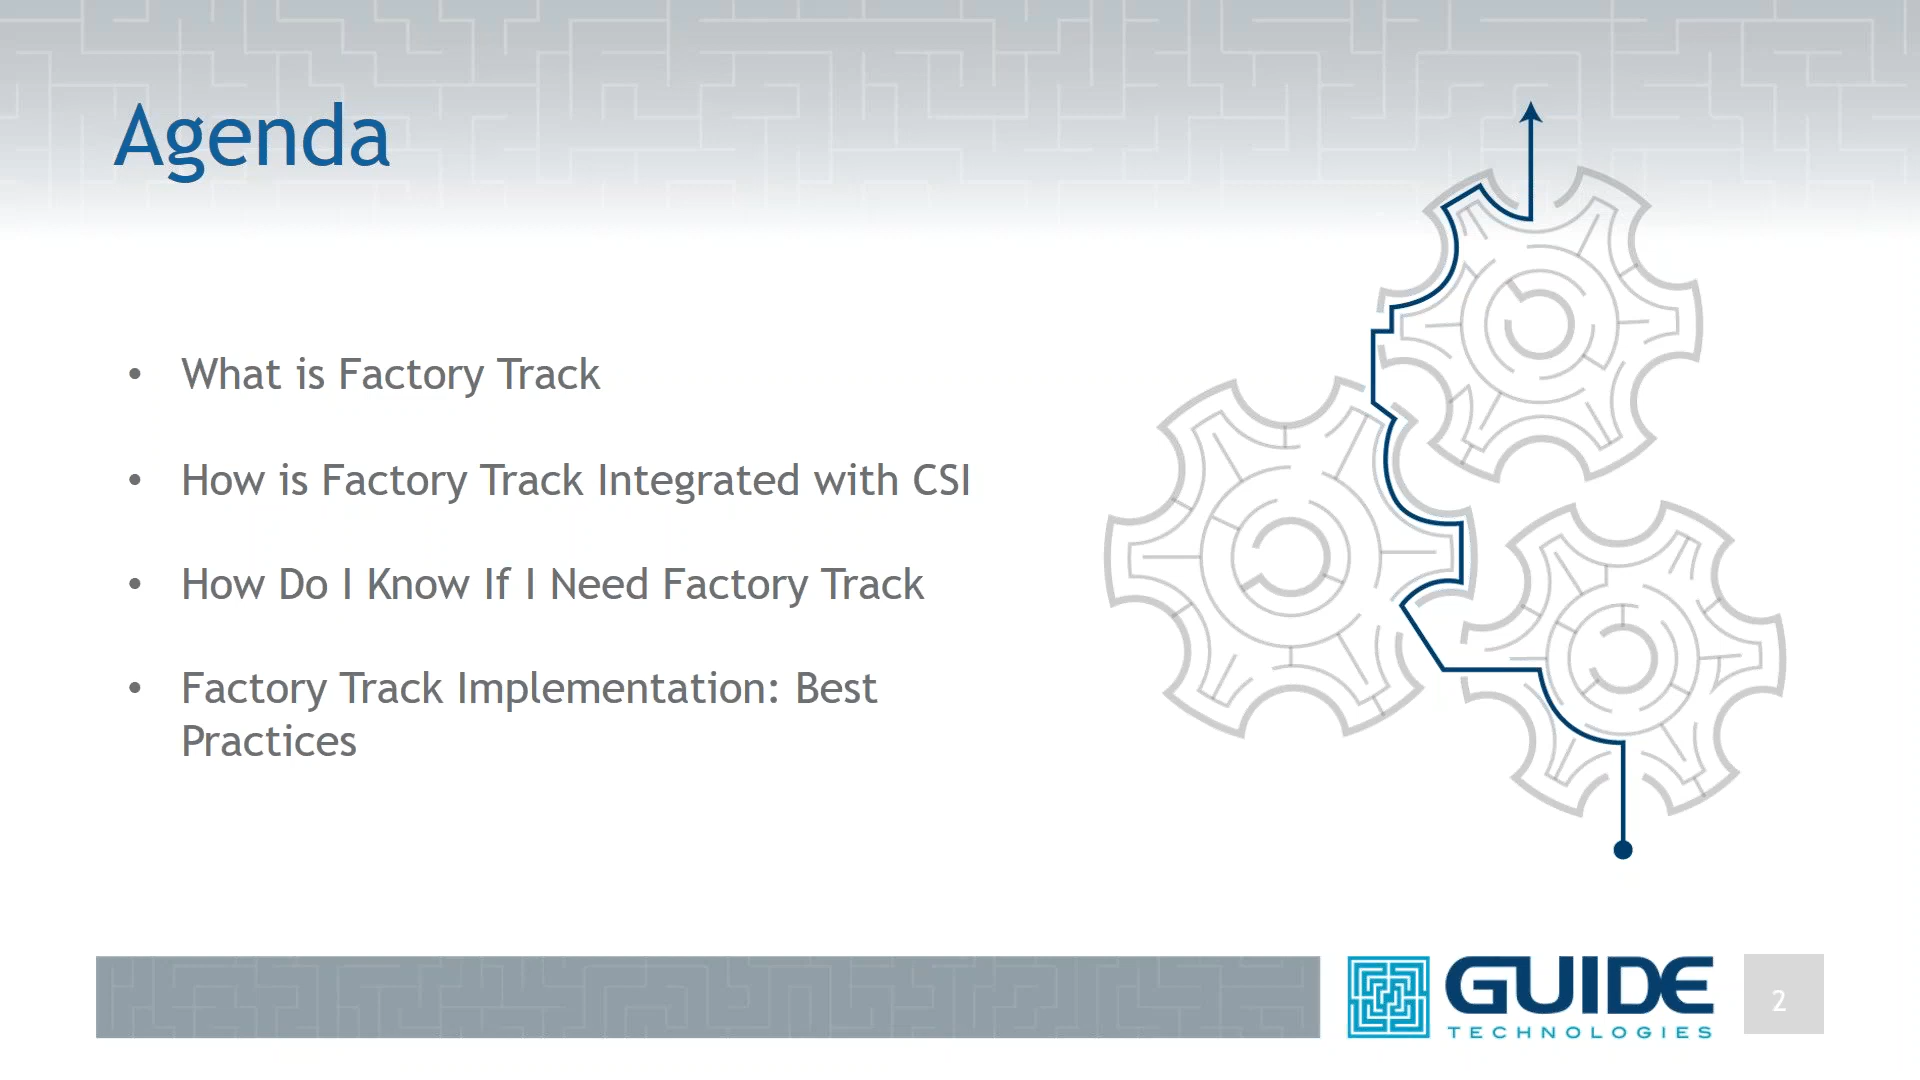 Agenda
• What is Factory Track
• How is Factory Track Integrated with CSI
• How Do I Know If I Need Factory Track
• Factory Track Implementation: Best
Practices
GUIDE
TECHNOLOGIES
2